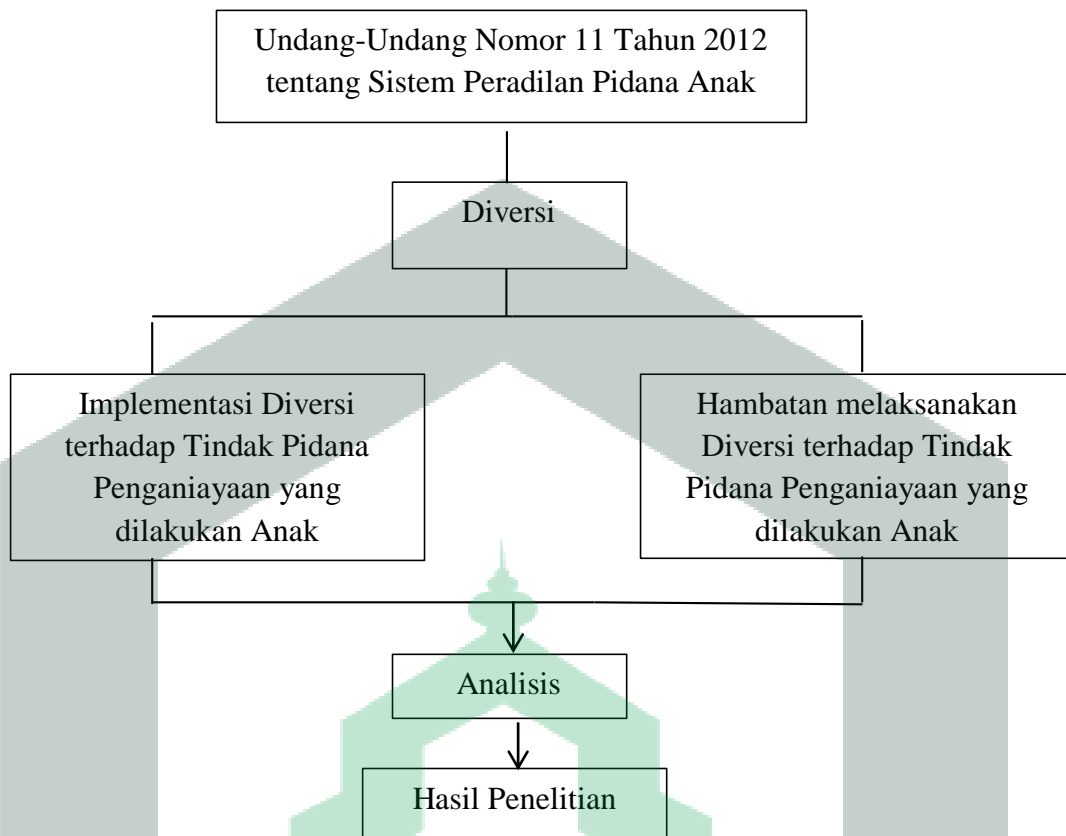 Undang-Undang Nomor 11 Tahun 2012
tentang Sistem Peradilan Pidana Anak
Diversi
Implementasi Diversi
terhadap Tindak Pidana
Penganiayaan yang
dilakukan Anak
Hambatan melaksanakan
Diversi terhadap Tindak
Pidana Penganiayaan yang
dilakukan Anak
Analisis
Hasil Penelitian